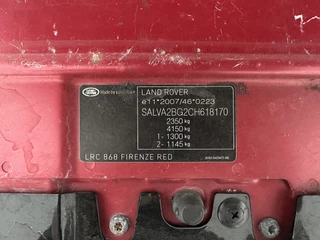 LAND ROVER
e11*2007/46*0223
SALVA2BG2CH618170
2350 kg
4150 kg
1- 1300 kg
2- 1145 kg
LRC 868 FIRENZE RED